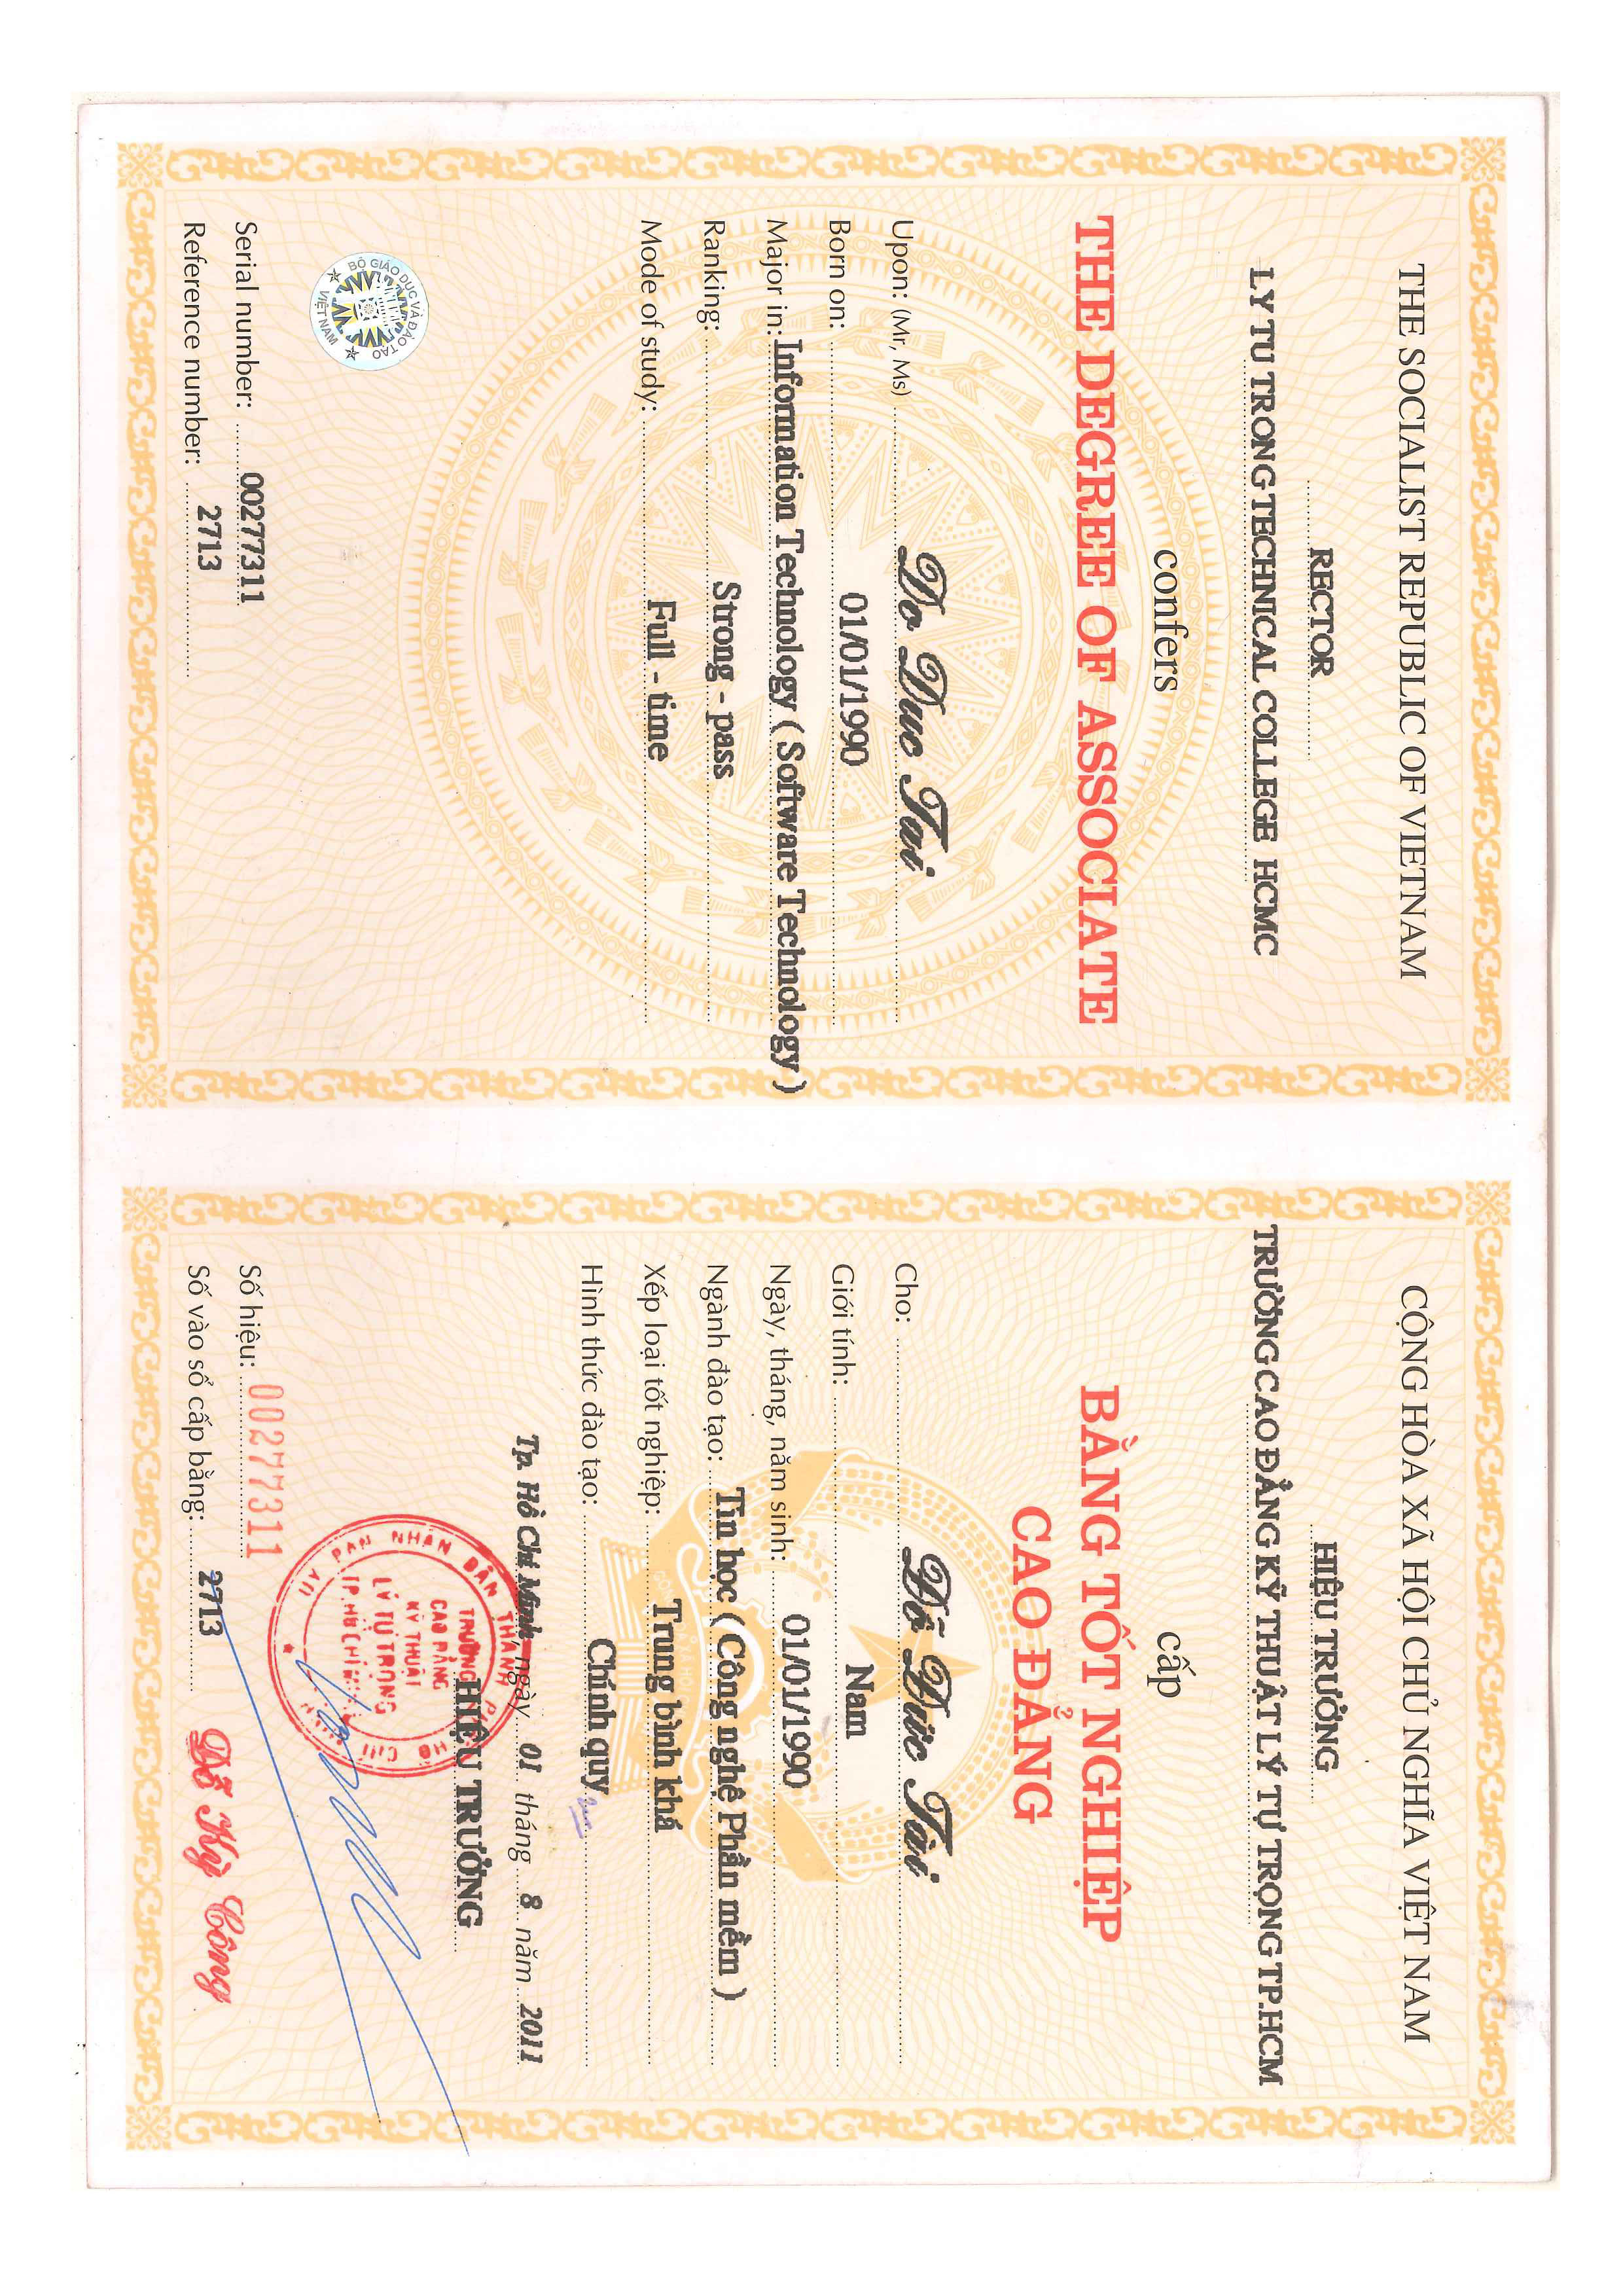 THE SOCIALIST REPUBLIC OF VIETNAM
RECTOR
LY TU TRONG TECHNICAL COLLEGE HCMC
confers
THE DEGREE OF ASSOCIATE
Upon: (Mr, Ms) Do Duc Tai
Born on: 01/01/1990
Major in: Information Technology ( Software Technology )
Ranking: Strong - pass
Mode of study: Full - time
BỘ GIÁO DỤC VÀ ĐÀO TẠO
VIỆT NAM
Serial number: 00277311
Reference number: 2713
CỘNG HÒA XÃ HỘI CHỦ NGHĨA VIỆT NAM
HIỆU TRƯỞNG
TRƯỜNG CAO ĐẲNG KỸ THUẬT LÝ TỰ TRỌNG TP.HCM
cấp
BẰNG TỐT NGHIỆP
CAO ĐẲNG
Cho: Đỗ Đức Tài
Giới tính: Nam
Ngày, tháng, năm sinh: 01/01/1990
Ngành đào tạo: Tin học ( Công nghệ Phần mềm )
Xếp loại tốt nghiệp: Trung bình khá
Hình thức đào tạo: Chính quy
Tp. Hồ Chí Minh, ngày 01 tháng 8 năm 2011
HIỆU TRƯỞNG
ỦY BAN NHÂN DÂN THÀNH PHỐ HỒ CHÍ MINH
TRƯỜNG
CAO ĐẲNG
KỸ THUẬT
LÝ TỰ TRỌNG
TP. HỒ CHÍ MINH
Số hiệu: 00277311
Số vào sổ cấp bằng: 2713
Đỗ Kỳ Công